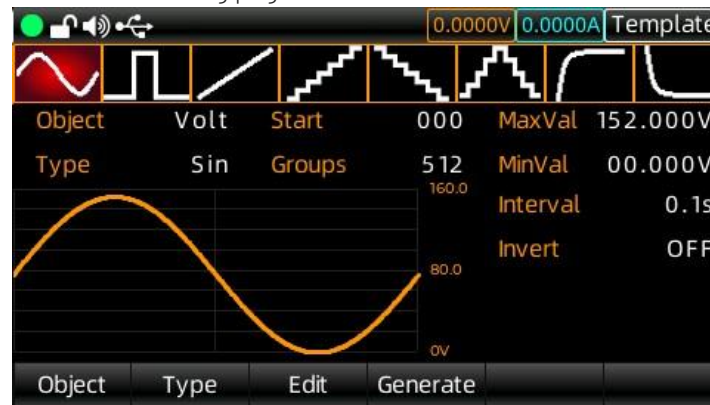 0.0000V 0.0000A Template
Object Volt Start 000 MaxVal 152.000V
Type Sin Groups 512 MinVal 00.000V
160.0
Interval 0.1s
Invert OFF
80.0
0V
Object Type Edit Generate